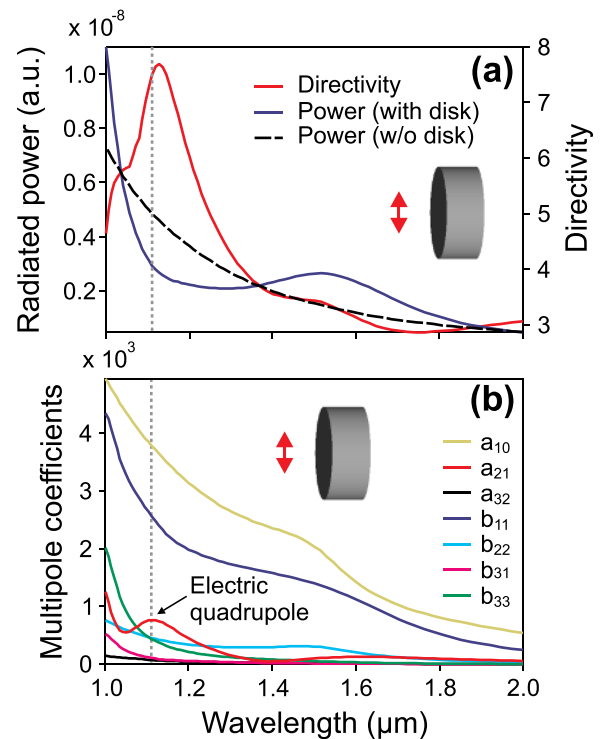 x 10⁻⁸
(a)
Radiated power (a.u.)
1.0
0.8
0.6
0.4
0.2
Directivity
Power (with disk)
Power (w/o disk)
8
7
6
5
4
3
Directivity
x 10³
(b)
Multipole coefficients
4
3
2
1
0
a₁₀
a₂₁
a₃₂
b₁₁
b₂₂
b₃₁
b₃₃
Electric
quadrupole
1.0 1.2 1.4 1.6 1.8 2.0
Wavelength (µm)